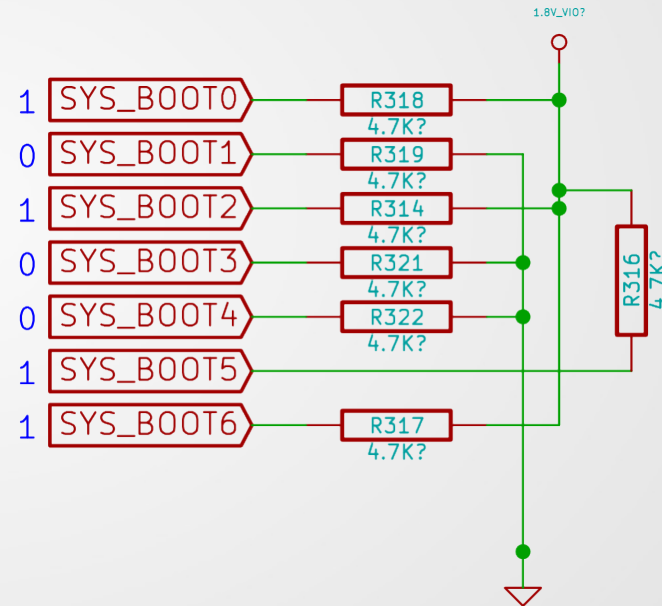 1.8V_VIO?
1 SYS_BOOT0 R318
4.7K?
0 SYS_BOOT1 R319
4.7K?
1 SYS_BOOT2 R314
4.7K?
0 SYS_BOOT3 R321
4.7K?
0 SYS_BOOT4 R322
4.7K?
R316
4.7K?
1 SYS_BOOT5
1 SYS_BOOT6 R317
4.7K?